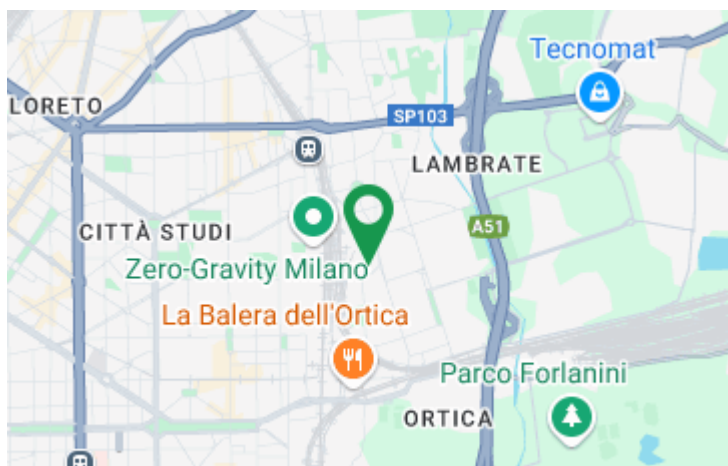 Tecnomat
LORETO
SP103
LAMBRATE
CITTÀ STUDI
A51
Zero-Gravity Milano
La Balera dell'Ortica
Parco Forlanini
ORTICA